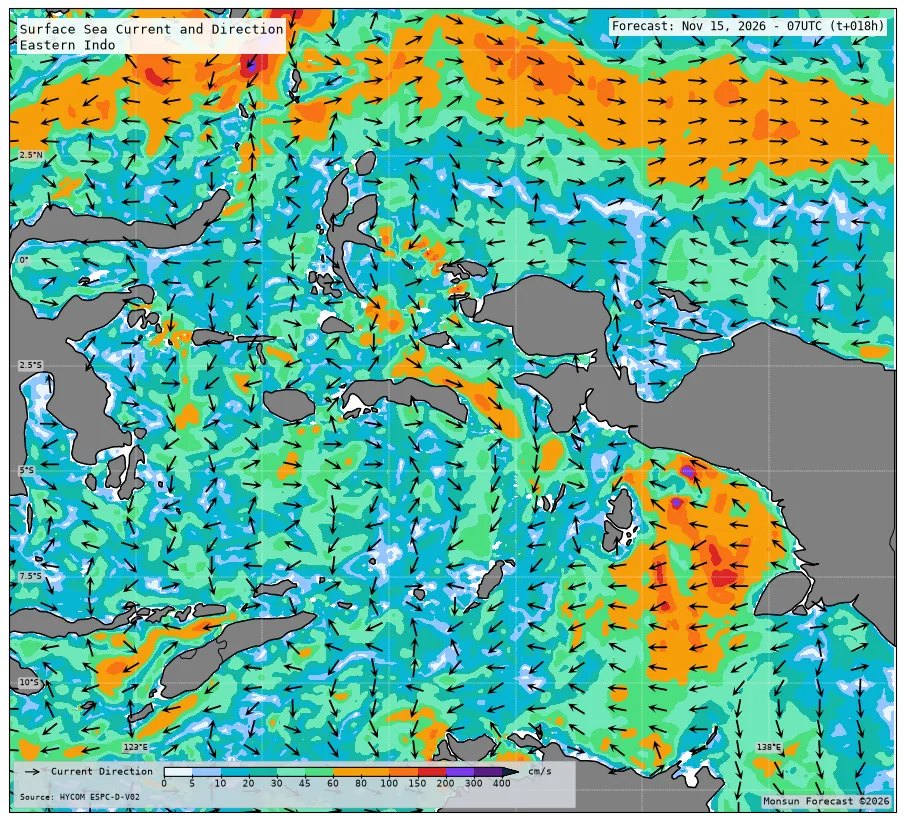 Surface Sea Current and Direction
Eastern Indo
Forecast: Nov 15, 2026 - 07UTC (t+018h)
2.5°N
0°
2.5°S
5°S
7.5°S
10°S
123°E
138°E
Current Direction
0 5 10 20 30 45 60 80 100 150 200 300 400
cm/s
Source: HYCOM ESPC-D-V02
Monsun Forecast ©2026